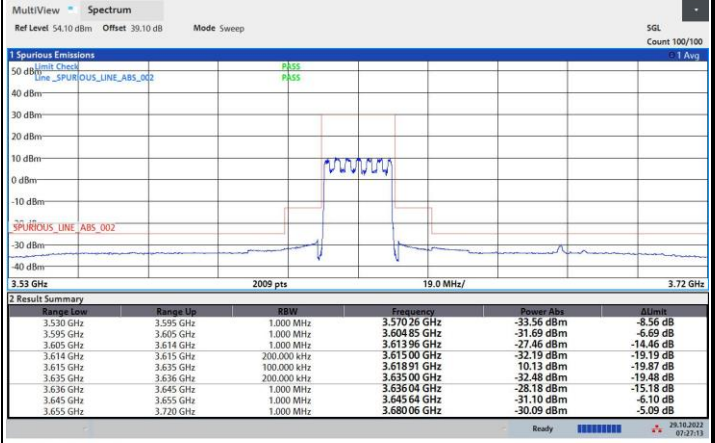 MultiView Spectrum
Ref Level 54.10 dBm Offset 39.10 dB Mode Sweep SGL
Count 100/100
1 Spurious Emissions 1 Avg
Limit Check PASS
50 dBm
Line _SPURIOUS_LINE_ABS_002 PASS
40 dBm
30 dBm
20 dBm
10 dBm
0 dBm
-10 dBm
_SPURIOUS_LINE_ABS_002
-30 dBm
-40 dBm
3.53 GHz 2009 pts 19.0 MHz/ 3.72 GHz
2 Result Summary
Range Low Range Up RBW Frequency Power Abs ΔLimit
3.530 GHz 3.595 GHz 1.000 MHz 3.570 26 GHz -33.56 dBm -8.56 dB
3.595 GHz 3.605 GHz 1.000 MHz 3.604 85 GHz -31.69 dBm -6.69 dB
3.605 GHz 3.614 GHz 1.000 MHz 3.613 96 GHz -27.46 dBm -14.46 dB
3.614 GHz 3.615 GHz 200.000 kHz 3.615 00 GHz -32.19 dBm -19.19 dB
3.615 GHz 3.635 GHz 100.000 kHz 3.618 91 GHz 10.13 dBm -19.87 dB
3.635 GHz 3.636 GHz 200.000 kHz 3.635 00 GHz -32.48 dBm -19.48 dB
3.636 GHz 3.645 GHz 1.000 MHz 3.636 04 GHz -28.18 dBm -15.18 dB
3.645 GHz 3.655 GHz 1.000 MHz 3.645 64 GHz -31.10 dBm -6.10 dB
3.655 GHz 3.720 GHz 1.000 MHz 3.680 06 GHz -30.09 dBm -5.09 dB
Ready 29.10.2022
07:27:13